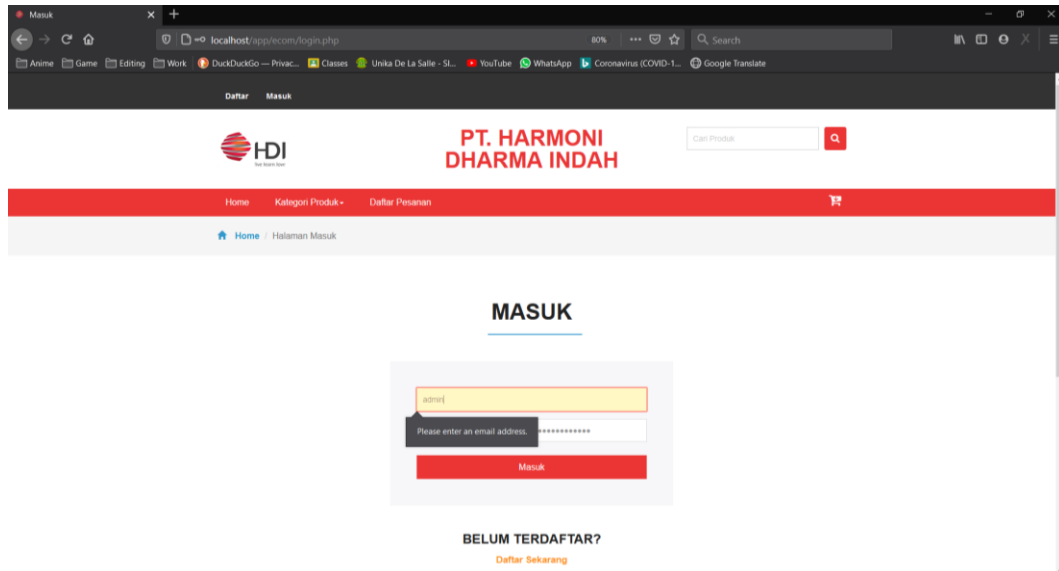 Masuk
localhost/app/ecom/login.php
80%
Search
Anime Game Editing Work DuckDuckGo — Privac... Classes Unika De La Salle - Sl... YouTube WhatsApp Coronavirus (COVID-1... Google Translate
Daftar Masuk
HDI
PT. HARMONI
DHARMA INDAH
Cari Produk
Home Kategori Produk Daftar Pesanan
Home / Halaman Masuk
MASUK
admin
Please enter an email address.
Masuk
BELUM TERDAFTAR?
Daftar Sekarang